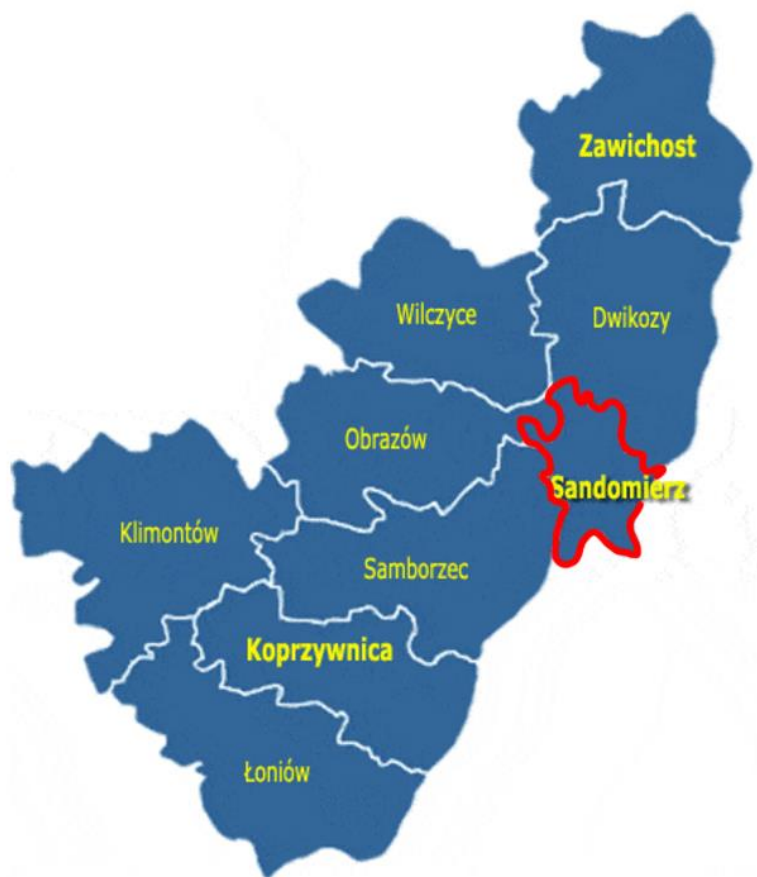 Zawichost
Wilczyce
Dwikozy
Obrazów
Sandomierz
Klimontów
Samborzec
Koprzywnica
Łoniów